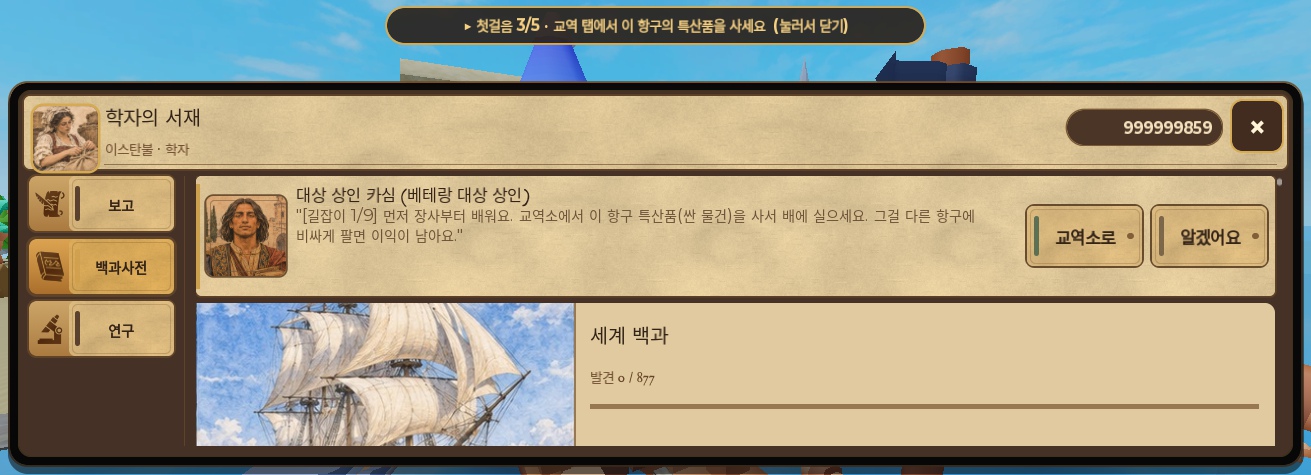 ▸ 첫걸음 3/5 · 교역 탭에서 이 항구의 특산품을 사세요 (눌러서 닫기)
학자의 서재
이스탄불 · 학자
999999859
×
보고
백과사전
연구
대상 상인 카심 (베테랑 대상 상인)
"[길잡이 1/9] 먼저 장사부터 배워요. 교역소에서 이 항구 특산품(싼 물건)을 사서 배에 실으세요. 그걸 다른 항구에
비싸게 팔면 이익이 남아요."
교역소로
알겠어요
세계 백과
발견 0 / 877